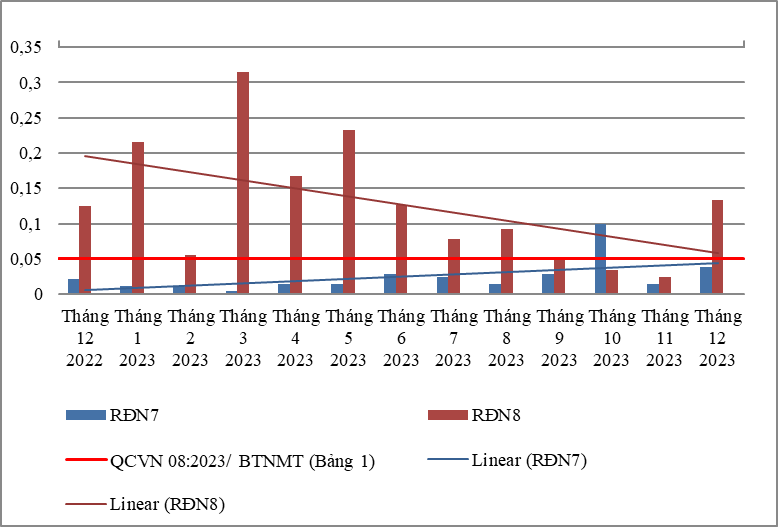 0,35
0,3
0,25
0,2
0,15
0,1
0,05
0
Tháng 12 2022
Tháng 1 2023
Tháng 2 2023
Tháng 3 2023
Tháng 4 2023
Tháng 5 2023
Tháng 6 2023
Tháng 7 2023
Tháng 8 2023
Tháng 9 2023
Tháng 10 2023
Tháng 11 2023
Tháng 12 2023
RĐN7
RĐN8
QCVN 08:2023/ BTNMT (Bảng 1)
Linear (RĐN7)
Linear (RĐN8)